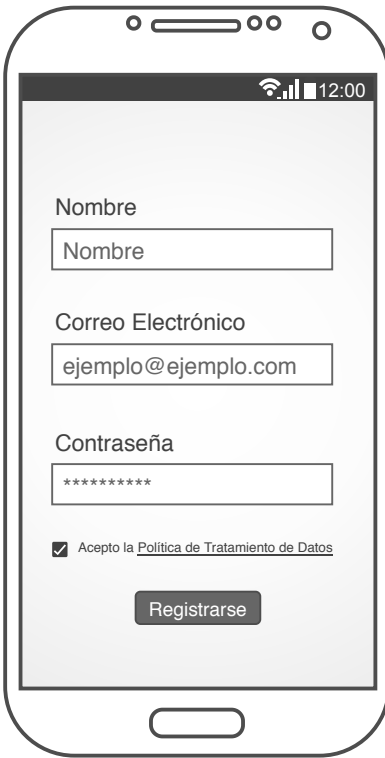 12:00
Nombre
Nombre
Correo Electrónico
ejemplo@ejemplo.com
Contraseña
**********
Acepto la Política de Tratamiento de Datos
Registrarse